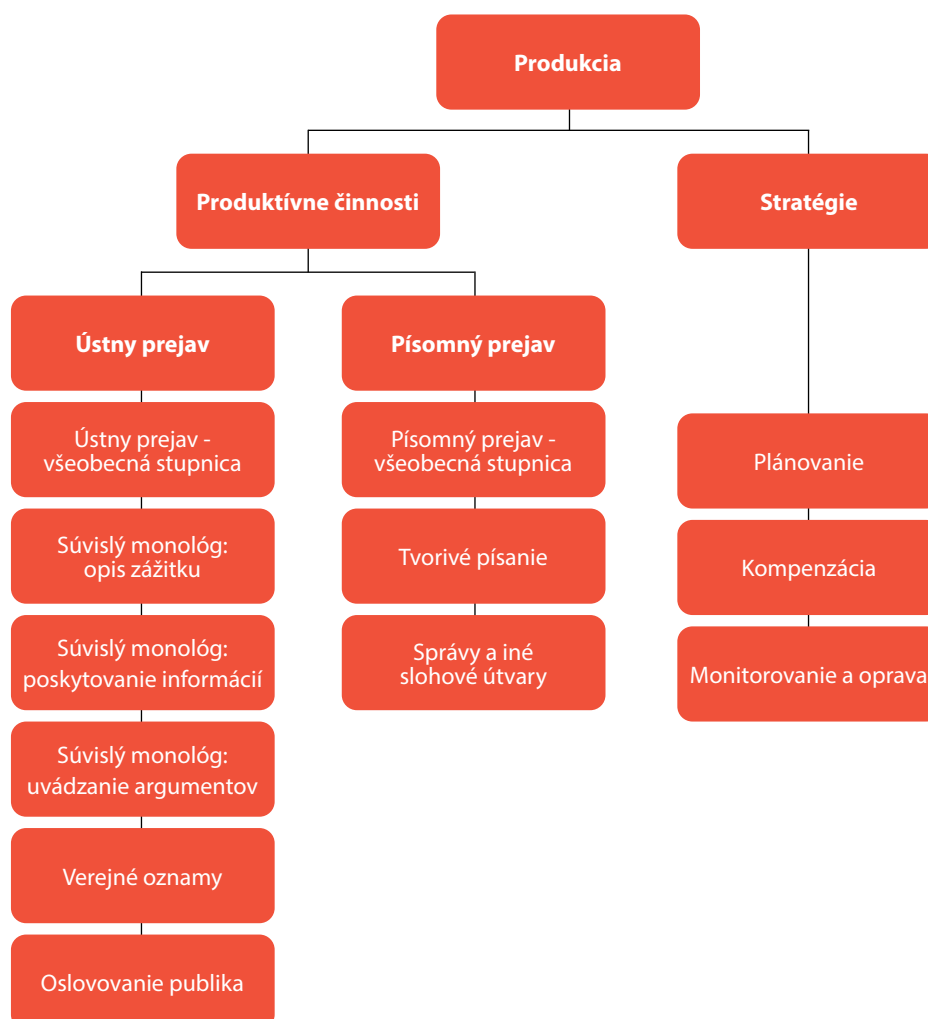 Produkcia
Produktívne činnosti
Stratégie
Ústny prejav
Písomný prejav
Ústny prejav -
všeobecná stupnica
Súvislý monológ:
opis zážitku
Súvislý monológ:
poskytovanie informácií
Súvislý monológ:
uvádzanie argumentov
Verejné oznamy
Oslovovanie publika
Písomný prejav -
všeobecná stupnica
Tvorivé písanie
Správy a iné
slohové útvary
Plánovanie
Kompenzácia
Monitorovanie a oprava